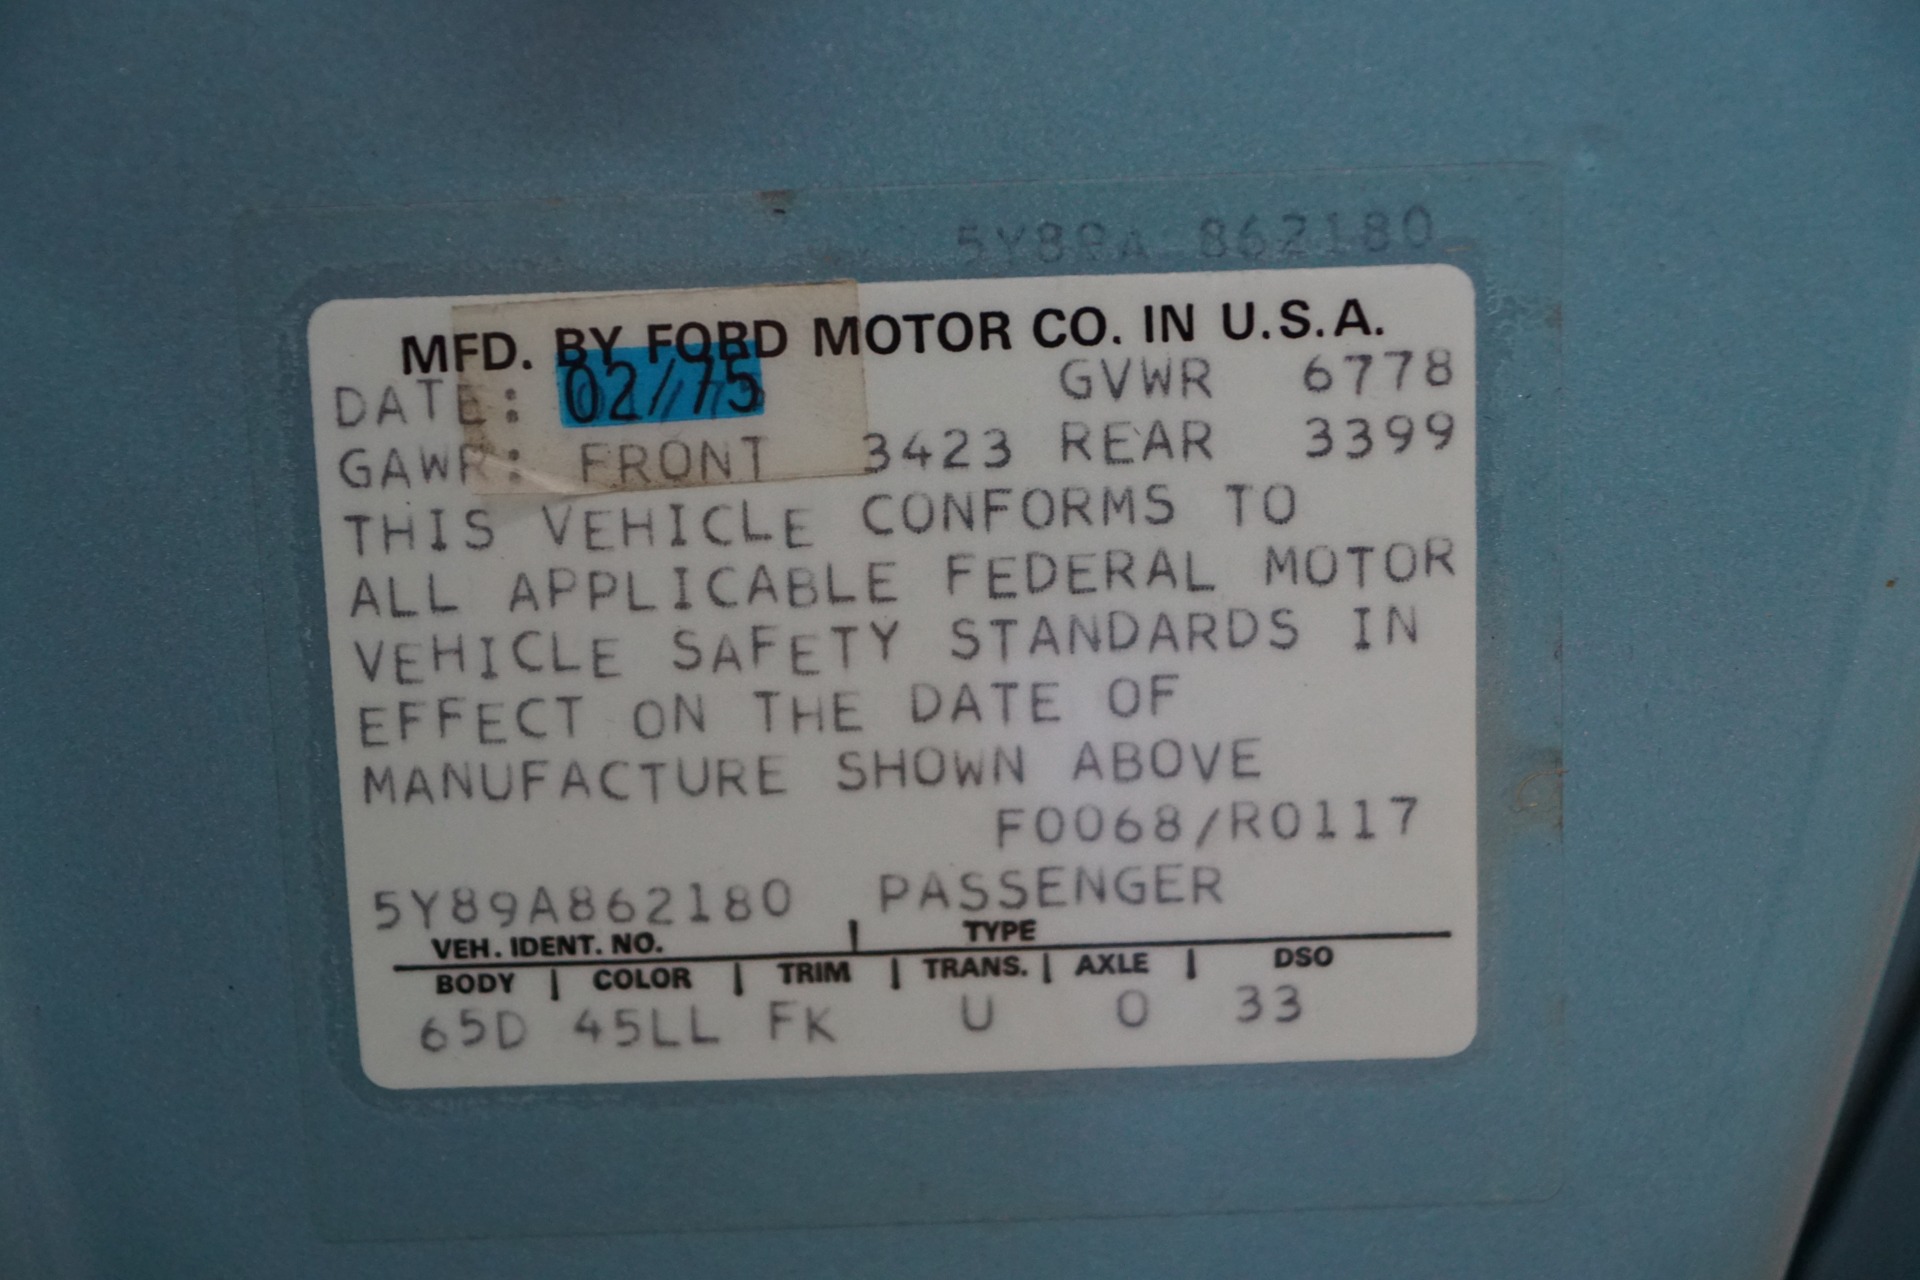 5Y89A 862180
MFD. BY FORD MOTOR CO. IN U.S.A.
DATE: 02/75 GVWR 6778
GAWR: FRONT 3423 REAR 3399
THIS VEHICLE CONFORMS TO
ALL APPLICABLE FEDERAL MOTOR
VEHICLE SAFETY STANDARDS IN
EFFECT ON THE DATE OF
MANUFACTURE SHOWN ABOVE
F0068/R0117
5Y89A862180 PASSENGER
VEH. IDENT. NO. | TYPE
BODY | COLOR | TRIM | TRANS. | AXLE | DSO
65D 45LL FK U O 33